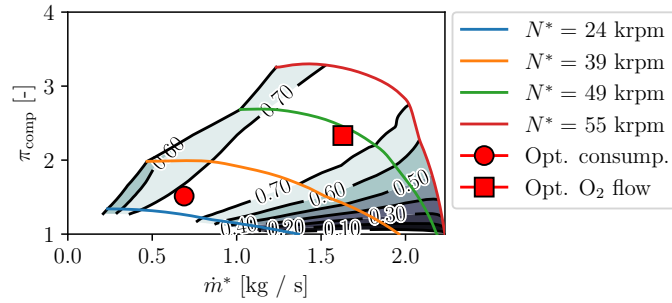 4
3
2
1
π_comp [-]
0.0
0.5
1.0
1.5
2.0
ṁ* [kg / s]
0.60
0.70
0.70
0.60
0.50
0.40
0.30
0.20
0.10
N* = 24 krpm
N* = 39 krpm
N* = 49 krpm
N* = 55 krpm
Opt. consump.
Opt. O₂ flow